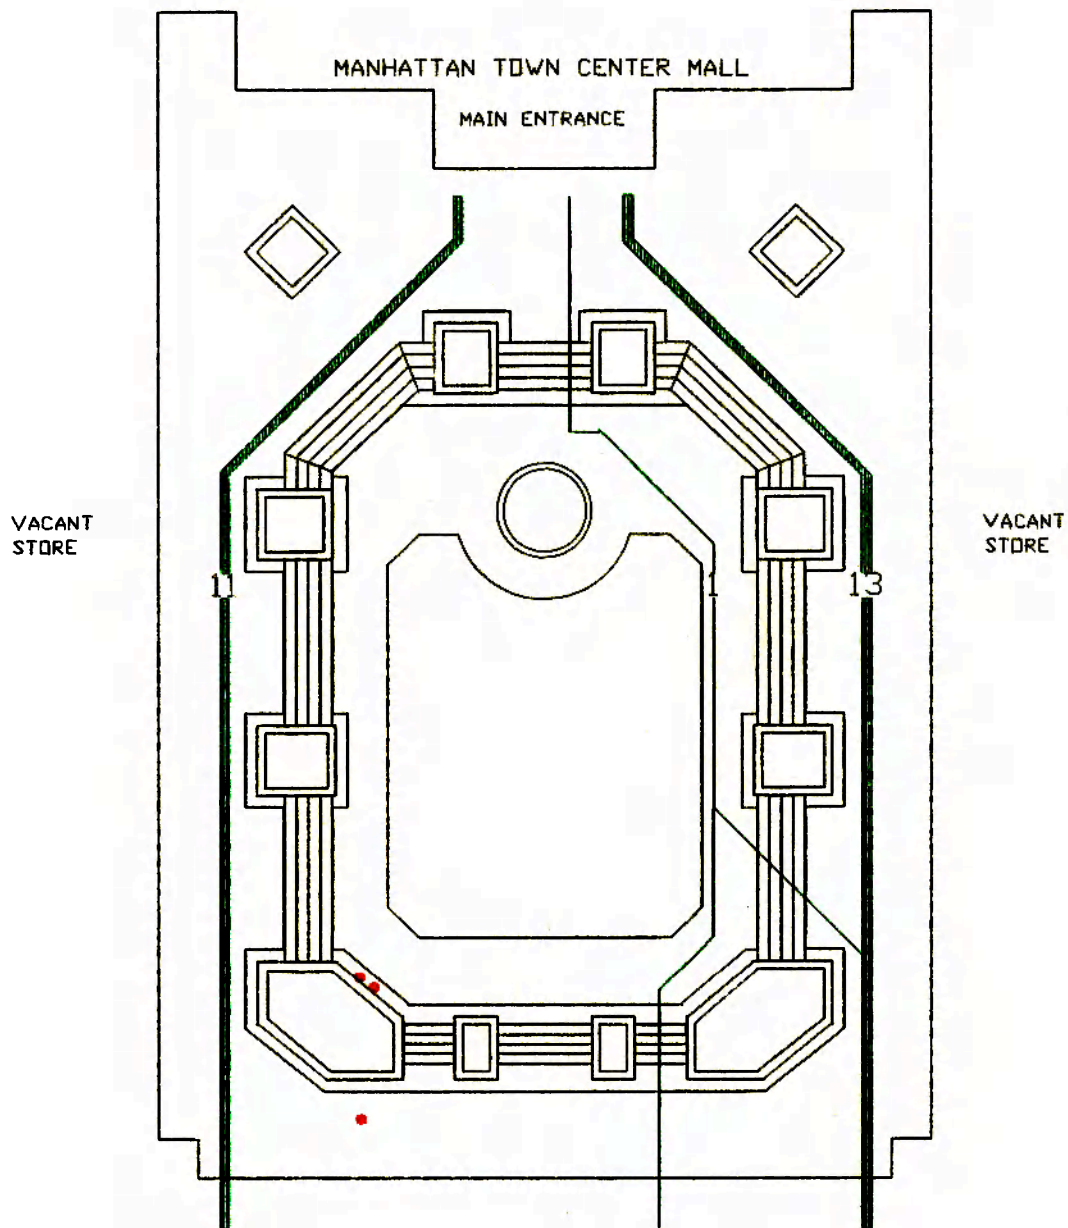 MANHATTAN TOWN CENTER MALL
MAIN ENTRANCE
VACANT
STORE
VACANT
STORE
11
1
13